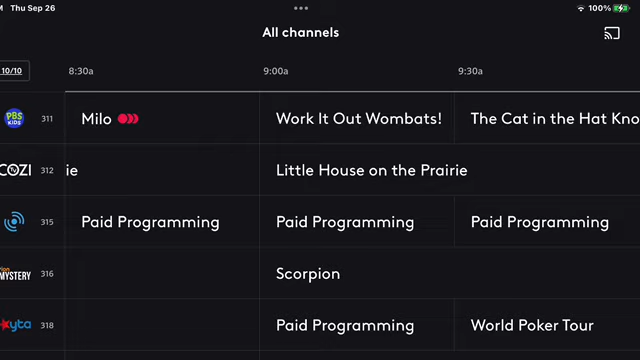 Thu Sep 26
100%
All channels
10/10
8:30a 9:00a 9:30a
PBS KIDS 311 Milo Work It Out Wombats! The Cat in the Hat Kno
COZI 312 ie Little House on the Prairie
315 Paid Programming Paid Programming Paid Programming
MYSTERY 316 Scorpion
xyta 318 Paid Programming World Poker Tour